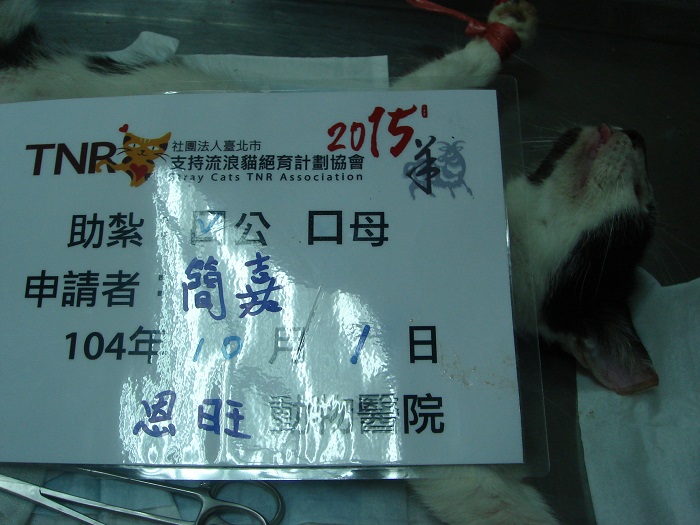 TNR
社團法人臺北市
支持流浪貓絕育計劃協會
Stray Cats TNR Association
2015
羊
助紮：☑公 口母
申請者：簡嘉
104年 10 月 1 日
恩旺 動物醫院